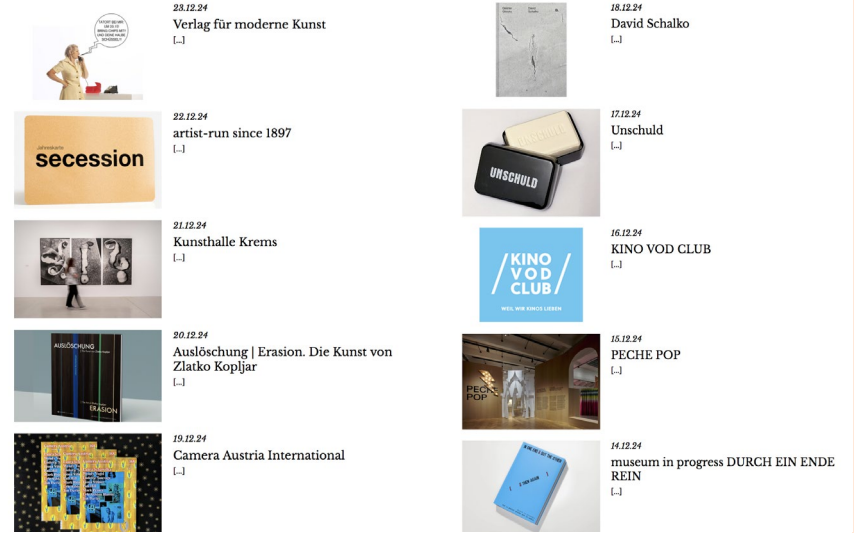 23.12.24
Verlag für moderne Kunst
[...]
22.12.24
artist-run since 1897
[...]
Jahreskarte
secession
21.12.24
Kunsthalle Krems
[...]
20.12.24
Auslöschung | Erasion. Die Kunst von
Zlatko Kopljar
[...]
AUSLÖSCHUNG
ERASION
19.12.24
Camera Austria International
[...]
18.12.24
David Schalko
[...]
17.12.24
Unschuld
[...]
UNSCHULD
16.12.24
KINO VOD CLUB
[...]
KINO
VOD
CLUB
WEIL WIR KINOS LIEBEN
15.12.24
PECHE POP
[...]
PECHE
POP
14.12.24
museum in progress DURCH EIN ENDE
REIN
[...]